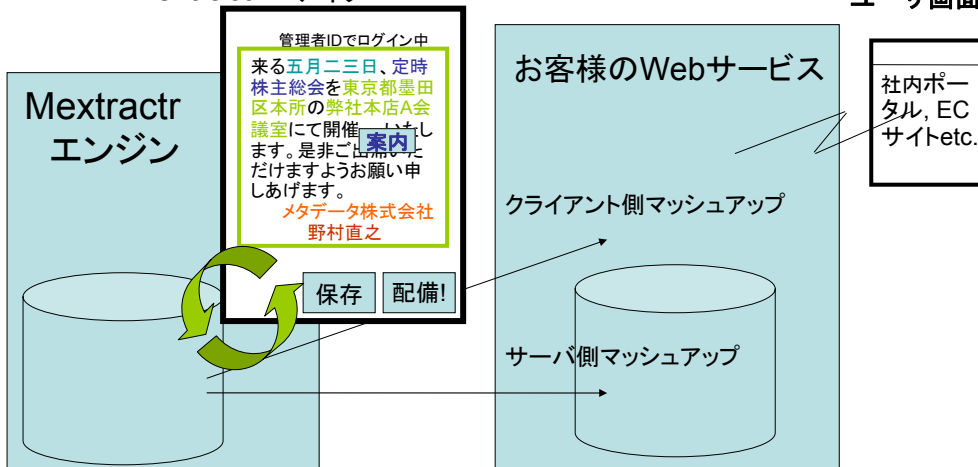 管理者IDでログイン中
来る五月二三日、定時
株主総会を東京都墨田
区本所の弊社本店A会
議室にて開催 いたし
案内
ます。是非ご出席いた
だけますようお願い申
しあげます。
メタデータ株式会社
野村直之
保存
配備!
Mextractr
エンジン
お客様のWebサービス
クライアント側マッシュアップ
サーバ側マッシュアップ
社内ポー
タル, EC
サイトetc.